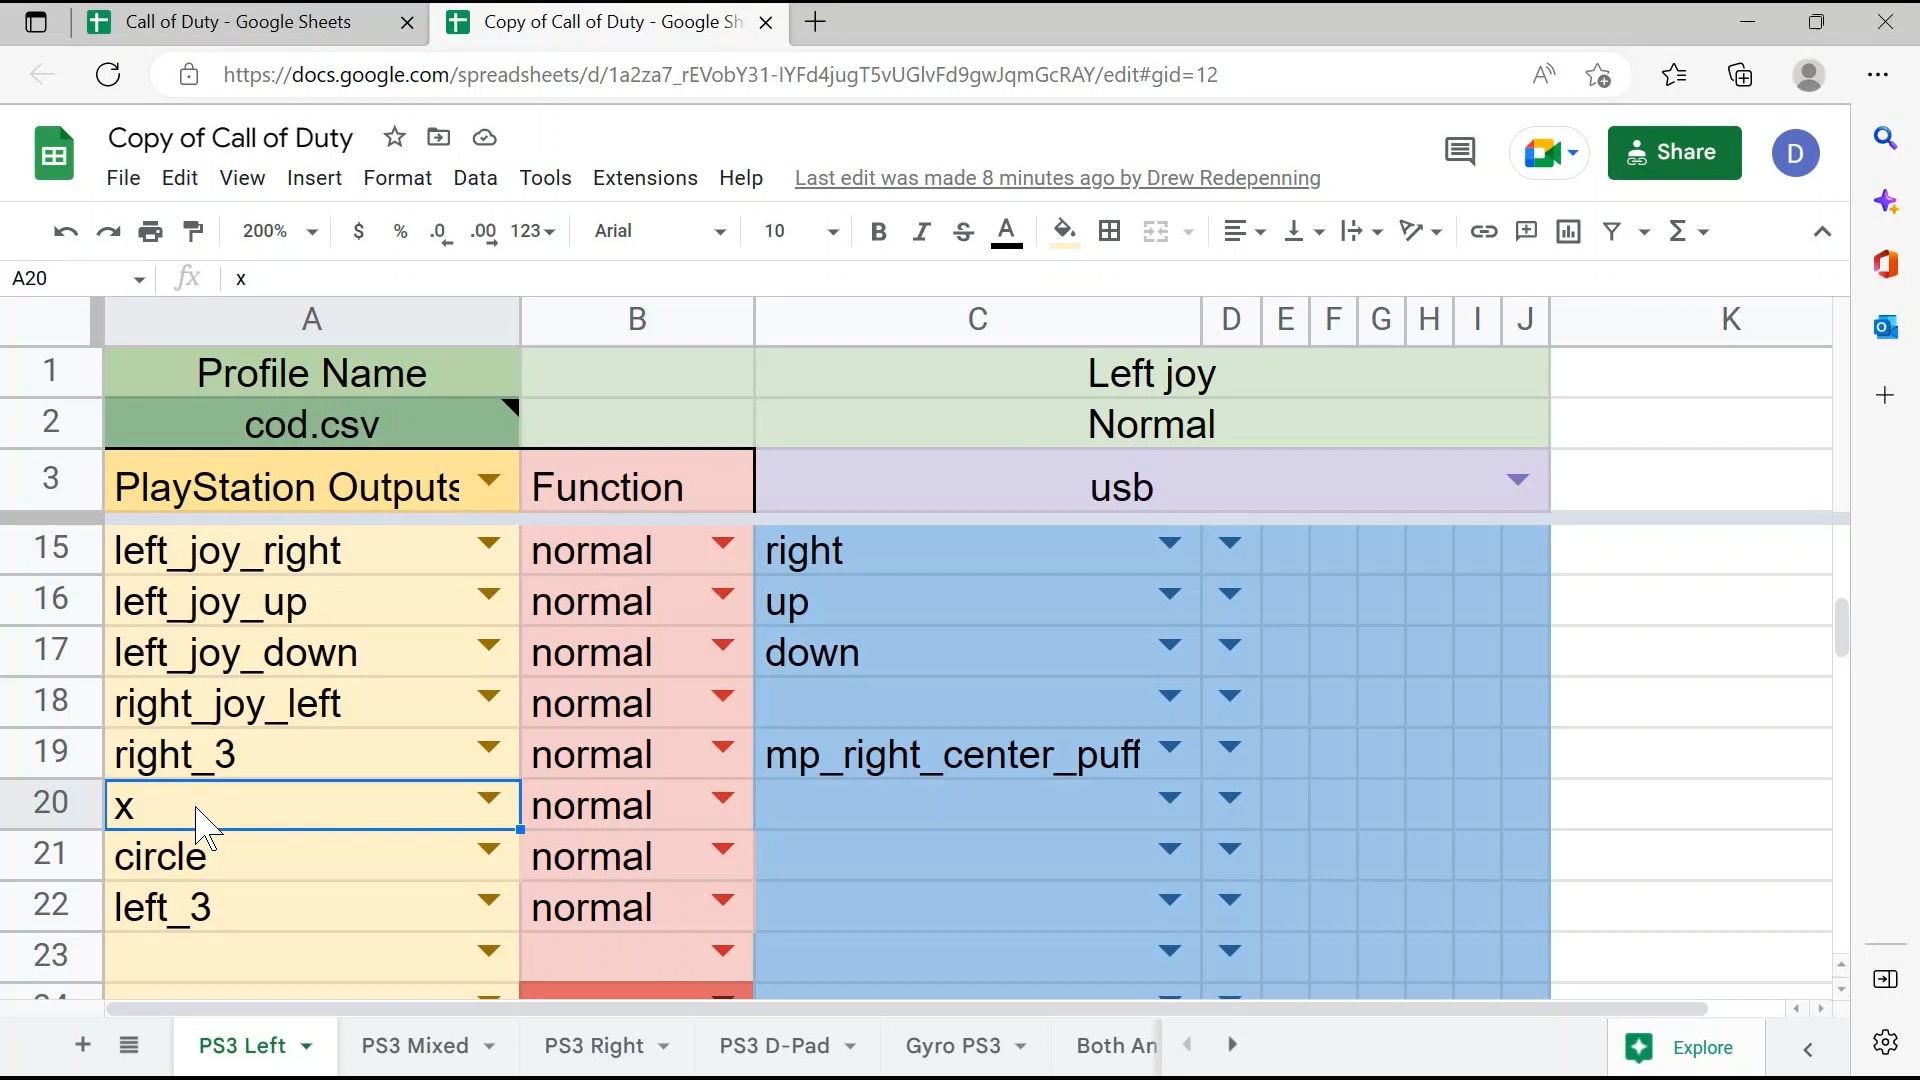 Call of Duty - Google Sheets
Copy of Call of Duty - Google Sh
https://docs.google.com/spreadsheets/d/1a2za7_rEVobY31-IYFd4jugT5vUGlvFd9gwJqmGcRAY/edit#gid=12
Copy of Call of Duty
Share
D
File Edit View Insert Format Data Tools Extensions Help Last edit was made 8 minutes ago by Drew Redepenning
200% $ % .0 .00 123 Arial 10 B I S A
A20 fx x
A B C D E F G H I J K
1 Profile Name Left joy
2 cod.csv Normal
3 PlayStation Outputs Function usb
15 left_joy_right normal right
16 left_joy_up normal up
17 left_joy_down normal down
18 right_joy_left normal
19 right_3 normal mp_right_center_puff
20 x normal
21 circle normal
22 left_3 normal
23
PS3 Left PS3 Mixed PS3 Right PS3 D-Pad Gyro PS3 Both An Explore